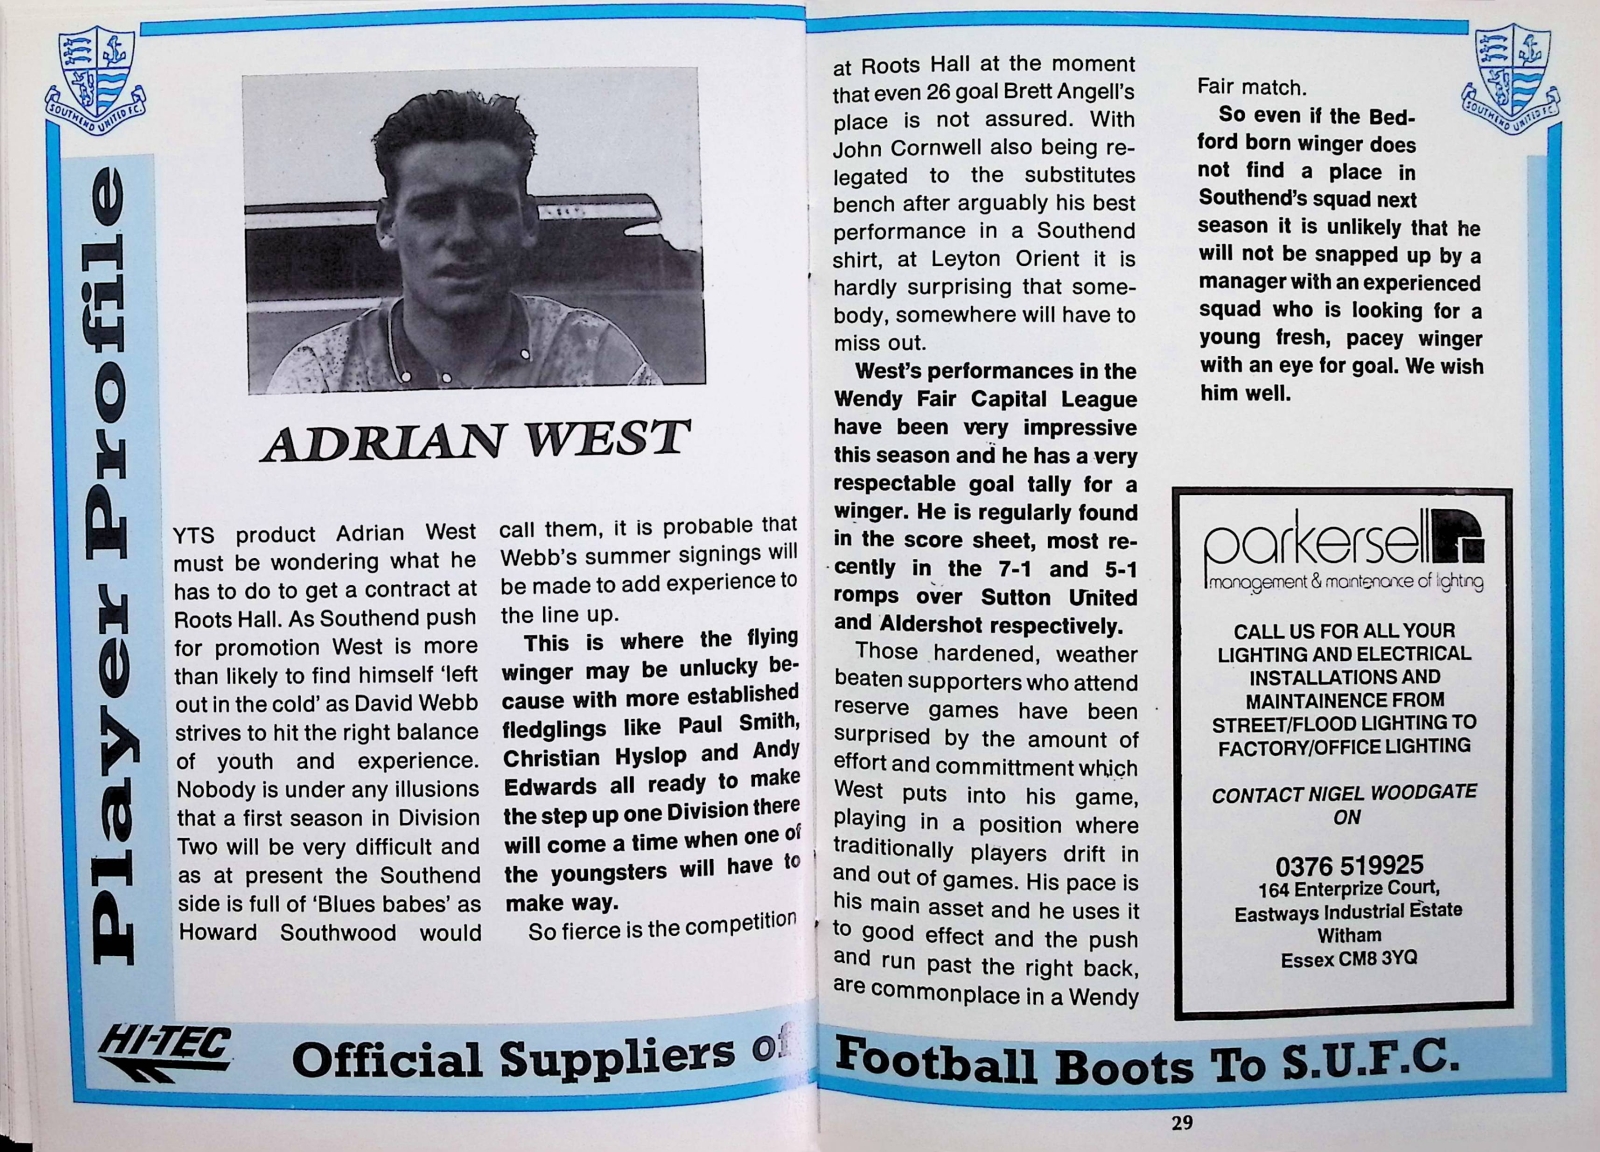 SOUTHEND UNITED F.C.
Player Profile
ADRIAN WEST
YTS product Adrian West
must be wondering what he
has to do to get a contract at
Roots Hall. As Southend push
for promotion West is more
than likely to find himself ‘left
out in the cold’ as David Webb
strives to hit the right balance
of youth and experience.
Nobody is under any illusions
that a first season in Division
Two will be very difficult and
as at present the Southend
side is full of ‘Blues babes’ as
Howard Southwood would
call them, it is probable that
Webb’s summer signings will
be made to add experience to
the line up.
This is where the flying
winger may be unlucky be-
cause with more established
fledglings like Paul Smith,
Christian Hyslop and Andy
Edwards all ready to make
the step up one Division there
will come a time when one of
the youngsters will have to
make way.
So fierce is the competition
at Roots Hall at the moment
that even 26 goal Brett Angell’s
place is not assured. With
John Cornwell also being re-
legated to the substitutes
bench after arguably his best
performance in a Southend
shirt, at Leyton Orient it is
hardly surprising that some-
body, somewhere will have to
miss out.
West’s performances in the
Wendy Fair Capital League
have been very impressive
this season and he has a very
respectable goal tally for a
winger. He is regularly found
in the score sheet, most re-
cently in the 7-1 and 5-1
romps over Sutton United
and Aldershot respectively.
Those hardened, weather
beaten supporters who attend
reserve games have been
surprised by the amount of
effort and committment which
West puts into his game,
playing in a position where
traditionally players drift in
and out of games. His pace is
his main asset and he uses it
to good effect and the push
and run past the right back,
are commonplace in a Wendy
Fair match.
So even if the Bed-
ford born winger does
not find a place in
Southend’s squad next
season it is unlikely that he
will not be snapped up by a
manager with an experienced
squad who is looking for a
young fresh, pacey winger
with an eye for goal. We wish
him well.
SOUTHEND UNITED F.C.
parkersell
management & maintenance of lighting
CALL US FOR ALL YOUR
LIGHTING AND ELECTRICAL
INSTALLATIONS AND
MAINTAINENCE FROM
STREET/FLOOD LIGHTING TO
FACTORY/OFFICE LIGHTING
CONTACT NIGEL WOODGATE
ON
0376 519925
164 Enterprize Court,
Eastways Industrial Estate
Witham
Essex CM8 3YQ
HI-TEC
Official Suppliers of Football Boots To S.U.F.C.
29